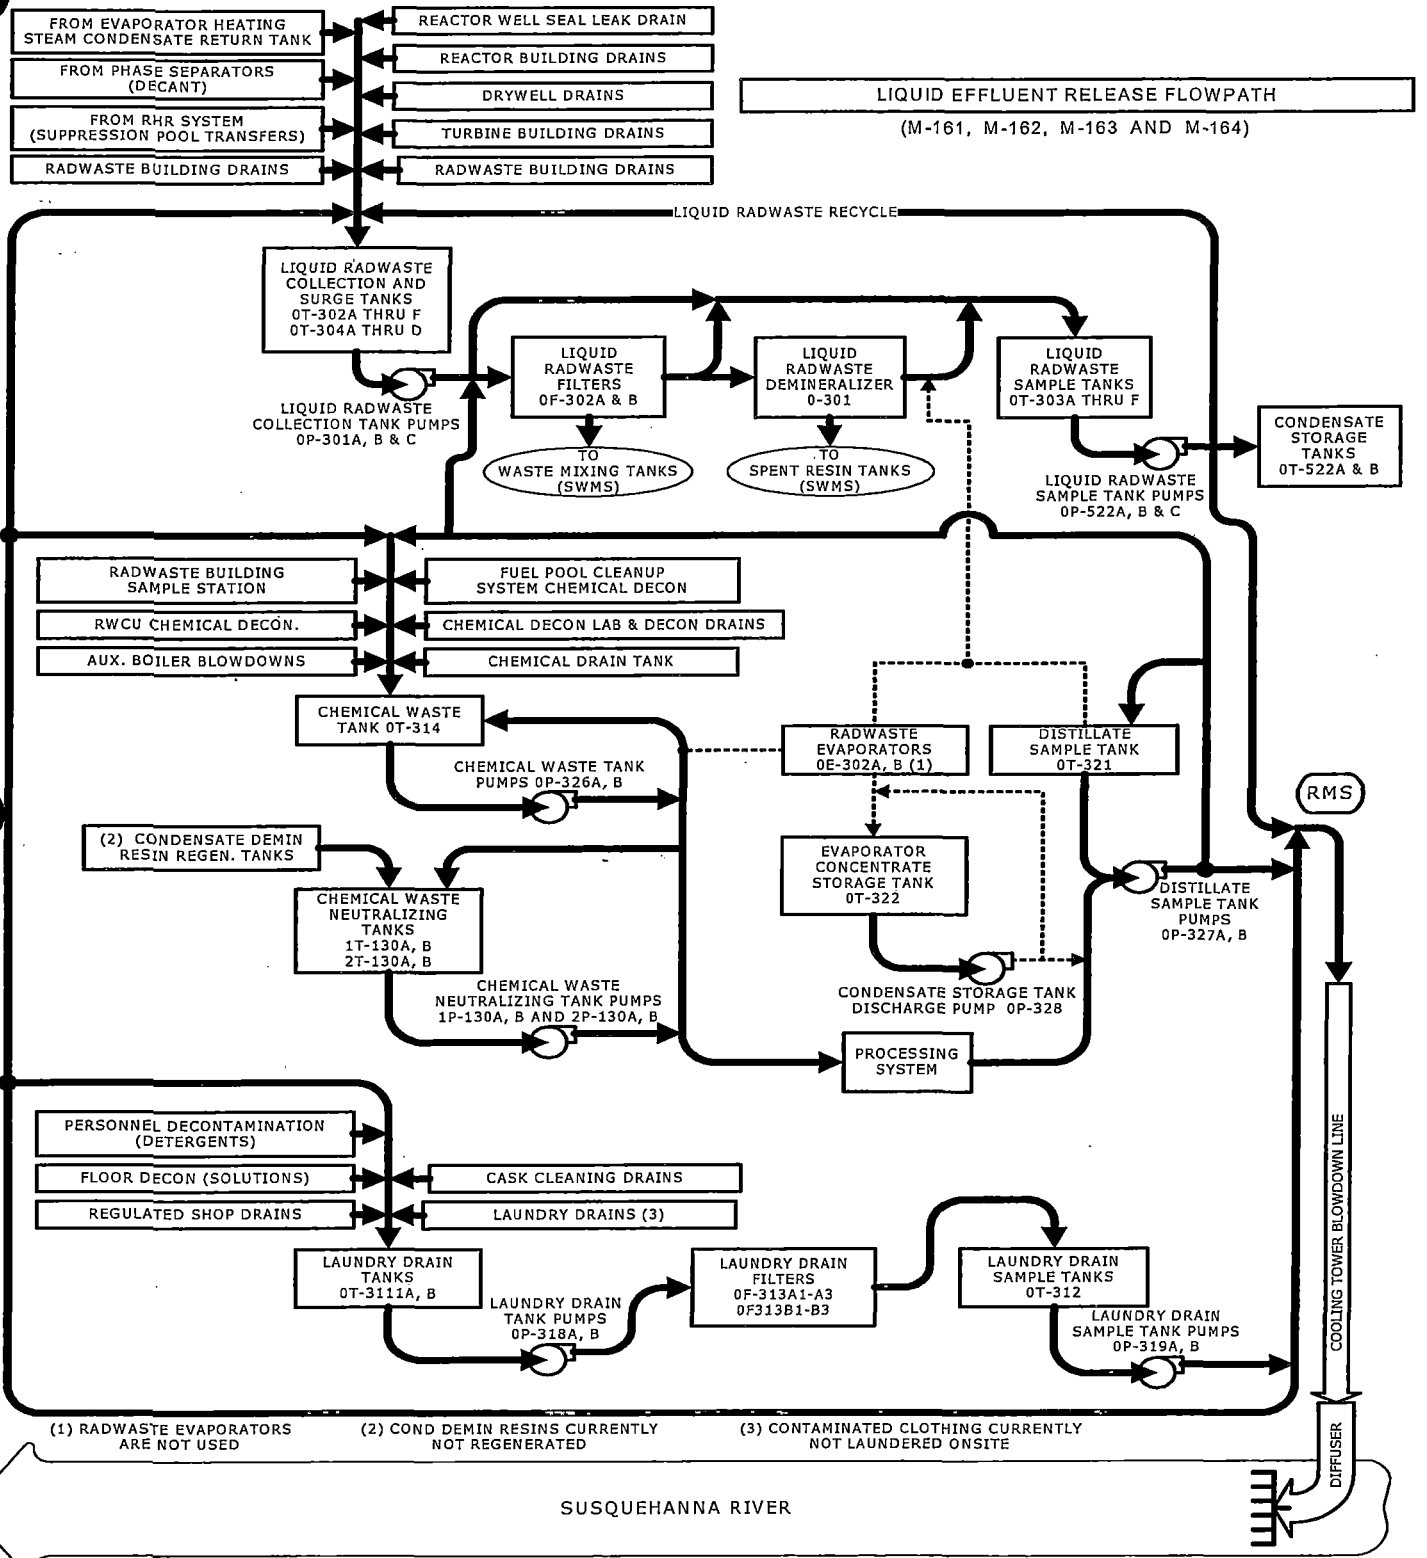 FROM EVAPORATOR HEATING
STEAM CONDENSATE RETURN TANK
FROM PHASE SEPARATORS
(DECANT)
FROM RHR SYSTEM
(SUPPRESSION POOL TRANSFERS)
RADWASTE BUILDING DRAINS
REACTOR WELL SEAL LEAK DRAIN
REACTOR BUILDING DRAINS
DRYWELL DRAINS
TURBINE BUILDING DRAINS
RADWASTE BUILDING DRAINS
LIQUID EFFLUENT RELEASE FLOWPATH
(M-161, M-162, M-163 AND M-164)
LIQUID RADWASTE RECYCLE
LIQUID RADWASTE
COLLECTION AND
SURGE TANKS
0T-302A THRU F
0T-304A THRU D
LIQUID RADWASTE
COLLECTION TANK PUMPS
0P-301A, B & C
LIQUID
RADWASTE
FILTERS
0F-302A & B
TO
WASTE MIXING TANKS
(SWMS)
LIQUID
RADWASTE
DEMINERALIZER
0-301
TO
SPENT RESIN TANKS
(SWMS)
LIQUID
RADWASTE
SAMPLE TANKS
0T-303A THRU F
LIQUID RADWASTE
SAMPLE TANK PUMPS
0P-522A, B & C
CONDENSATE
STORAGE
TANKS
0T-522A & B
RADWASTE BUILDING
SAMPLE STATION
RWCU CHEMICAL DECON.
AUX. BOILER BLOWDOWNS
FUEL POOL CLEANUP
SYSTEM CHEMICAL DECON
CHEMICAL DECON LAB & DECON DRAINS
CHEMICAL DRAIN TANK
CHEMICAL WASTE
TANK 0T-314
CHEMICAL WASTE TANK
PUMPS 0P-326A, B
RADWASTE
EVAPORATORS
0E-302A, B (1)
DISTILLATE
SAMPLE TANK
0T-321
RMS
(2) CONDENSATE DEMIN
RESIN REGEN. TANKS
CHEMICAL WASTE
NEUTRALIZING
TANKS
1T-130A, B
2T-130A, B
CHEMICAL WASTE
NEUTRALIZING TANK PUMPS
1P-130A, B AND 2P-130A, B
EVAPORATOR
CONCENTRATE
STORAGE TANK
0T-322
DISTILLATE
SAMPLE TANK
PUMPS
0P-327A, B
CONDENSATE STORAGE TANK
DISCHARGE PUMP 0P-328
PROCESSING
SYSTEM
PERSONNEL DECONTAMINATION
(DETERGENTS)
FLOOR DECON (SOLUTIONS)
REGULATED SHOP DRAINS
CASK CLEANING DRAINS
LAUNDRY DRAINS (3)
LAUNDRY DRAIN
TANKS
0T-3111A, B
LAUNDRY DRAIN
TANK PUMPS
0P-318A, B
LAUNDRY DRAIN
FILTERS
0F-313A1-A3
0F313B1-B3
LAUNDRY DRAIN
SAMPLE TANKS
0T-312
LAUNDRY DRAIN
SAMPLE TANK PUMPS
0P-319A, B
COOLING TOWER BLOWDOWN LINE
DIFFUSER
(1) RADWASTE EVAPORATORS
ARE NOT USED
(2) COND DEMIN RESINS CURRENTLY
NOT REGENERATED
(3) CONTAMINATED CLOTHING CURRENTLY
NOT LAUNDERED ONSITE
SUSQUEHANNA RIVER